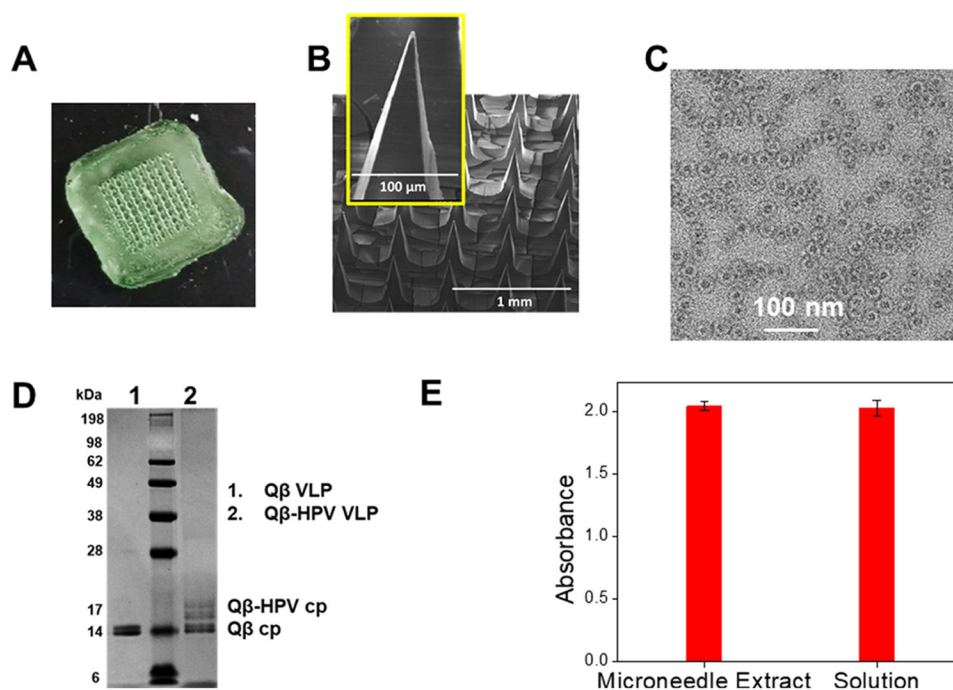 A
B
100 µm
1 mm
C
100 nm
D
kDa
1
2
198
98
62
49
38
28
17
14
6
1. Qβ VLP
2. Qβ-HPV VLP
Qβ-HPV cp
Qβ cp
E
Absorbance
2.0
1.5
1.0
0.5
0.0
Microneedle Extract
Solution